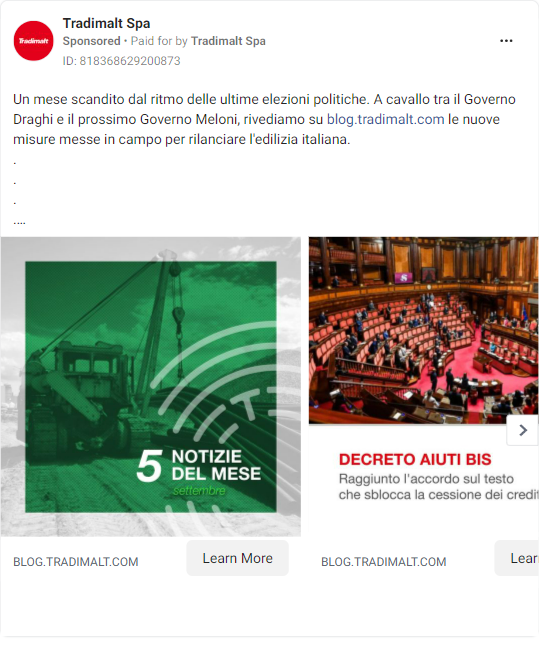 Tradimalt
Tradimalt Spa
Sponsored • Paid for by Tradimalt Spa
ID: 818368629200873
Un mese scandito dal ritmo delle ultime elezioni politiche. A cavallo tra il Governo
Draghi e il prossimo Governo Meloni, rivediamo su blog.tradimalt.com le nuove
misure messe in campo per rilanciare l'edilizia italiana.
.
.
.
....
5 NOTIZIE
DEL MESE
settembre
DECRETO AIUTI BIS
Raggiunto l'accordo sul testo
che sblocca la cessione dei credit
BLOG.TRADIMALT.COM
Learn More
BLOG.TRADIMALT.COM
Lear